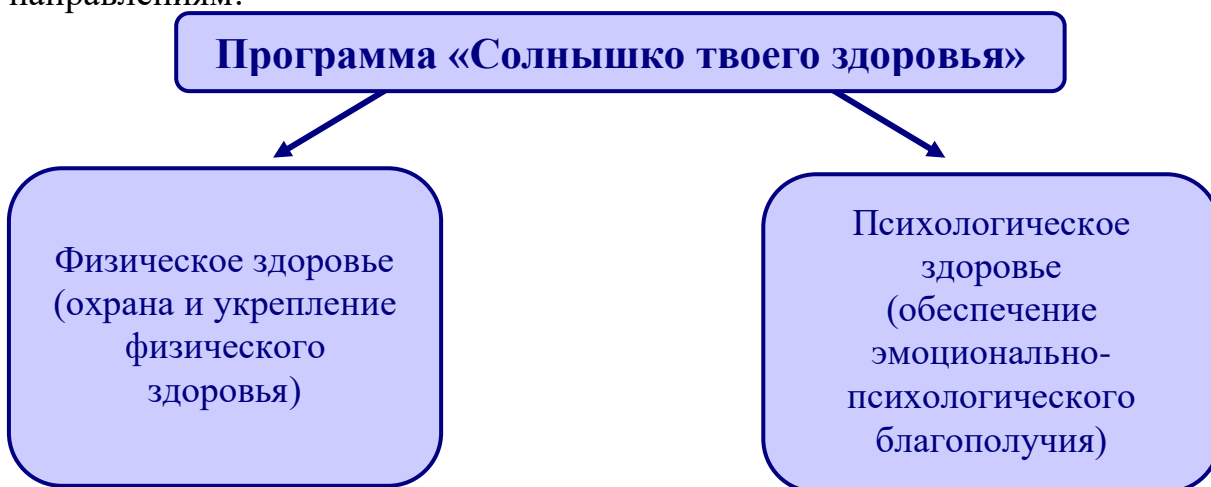 направлениям:
Программа «Солнышко твоего здоровья»
Физическое здоровье
(охрана и укрепление
физического
здоровья)
Психологическое
здоровье
(обеспечение
эмоционально-
психологического
благополучия)